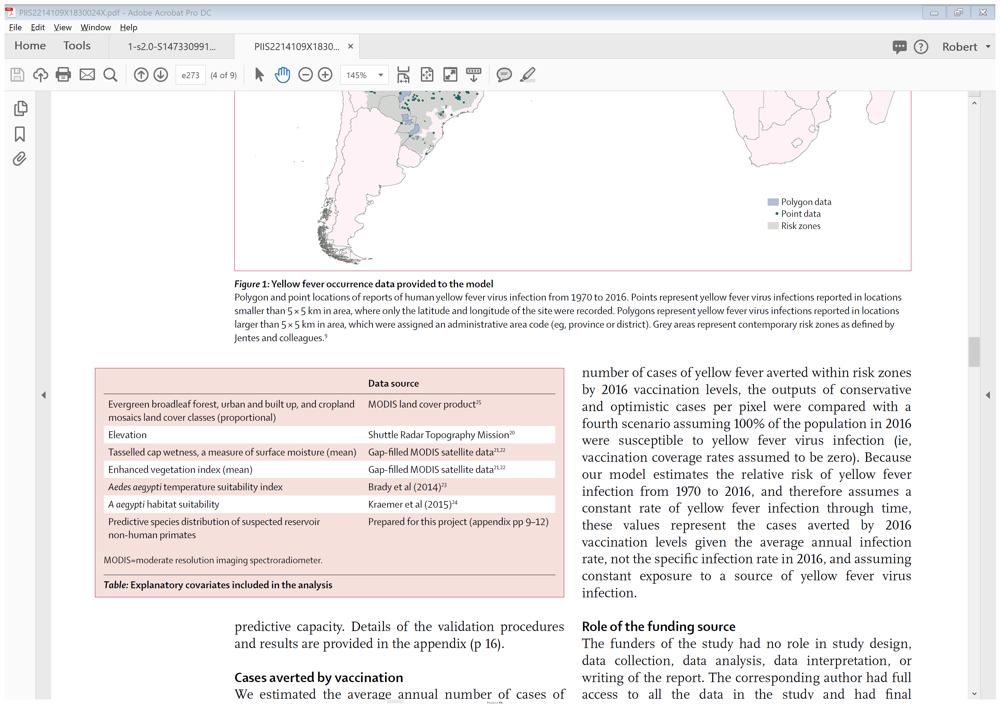 PIIS2214109X1830024X.pdf - Adobe Acrobat Pro DC
File Edit View Window Help
Home Tools 1-s2.0-S147330991... PIIS2214109X1830... × Robert
e273 (4 of 9) 145%
Polygon data
Point data
Risk zones
Figure 1: Yellow fever occurrence data provided to the model
Polygon and point locations of reports of human yellow fever virus infection from 1970 to 2016. Points represent yellow fever virus infections reported in locations
smaller than 5 × 5 km in area, where only the latitude and longitude of the site were recorded. Polygons represent yellow fever virus infections reported in locations
larger than 5 × 5 km in area, which were assigned an administrative area code (eg, province or district). Grey areas represent contemporary risk zones as defined by
Jentes and colleagues.9
Data source
Evergreen broadleaf forest, urban and built up, and cropland MODIS land cover product25
mosaics land cover classes (proportional)
Elevation Shuttle Radar Topography Mission20
Tasselled cap wetness, a measure of surface moisture (mean) Gap-filled MODIS satellite data21,22
Enhanced vegetation index (mean) Gap-filled MODIS satellite data21,22
Aedes aegypti temperature suitability index Brady et al (2014)23
A aegypti habitat suitability Kraemer et al (2015)24
Predictive species distribution of suspected reservoir Prepared for this project (appendix pp 9–12)
non-human primates
MODIS=moderate resolution imaging spectroradiometer.
Table: Explanatory covariates included in the analysis
predictive capacity. Details of the validation procedures
and results are provided in the appendix (p 16).
Cases averted by vaccination
We estimated the average annual number of cases of
number of cases of yellow fever averted within risk zones
by 2016 vaccination levels, the outputs of conservative
and optimistic cases per pixel were compared with a
fourth scenario assuming 100% of the population in 2016
were susceptible to yellow fever virus infection (ie,
vaccination coverage rates assumed to be zero). Because
our model estimates the relative risk of yellow fever
infection from 1970 to 2016, and therefore assumes a
constant rate of yellow fever infection through time,
these values represent the cases averted by 2016
vaccination levels given the average annual infection
rate, not the specific infection rate in 2016, and assuming
constant exposure to a source of yellow fever virus
infection.
Role of the funding source
The funders of the study had no role in study design,
data collection, data analysis, data interpretation, or
writing of the report. The corresponding author had full
access to all the data in the study and had final